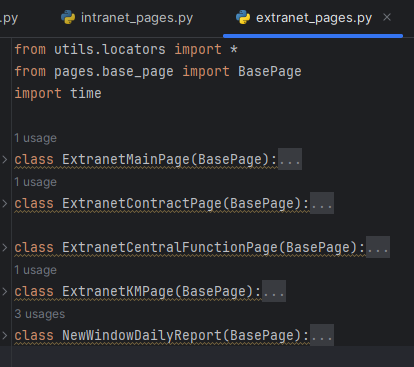 .py
intranet_pages.py
extranet_pages.py
from utils.locators import *
from pages.base_page import BasePage
import time
1 usage
class ExtranetMainPage(BasePage):...
1 usage
class ExtranetContractPage(BasePage):...
class ExtranetCentralFunctionPage(BasePage):...
1 usage
class ExtranetKMPage(BasePage):...
3 usages
class NewWindowDailyReport(BasePage):...